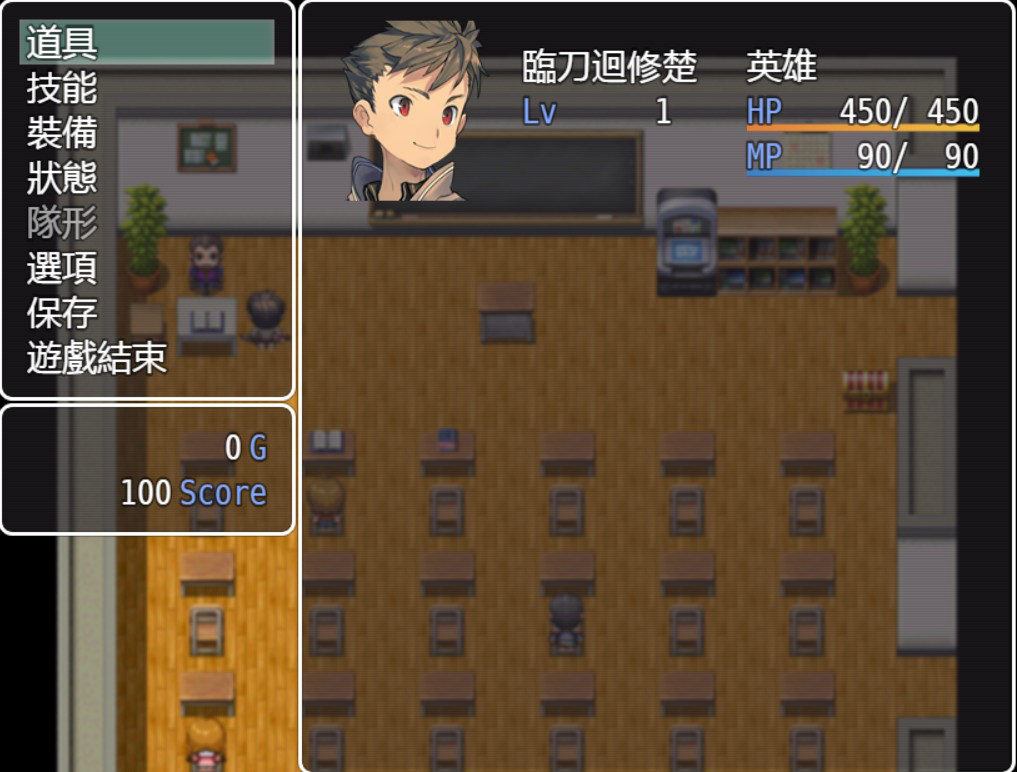 道具
技能
裝備
狀態
隊形
選項
保存
遊戲結束
0 G
100 Score
臨刀迴修楚 英雄
Lv 1 HP 450/ 450
MP 90/ 90